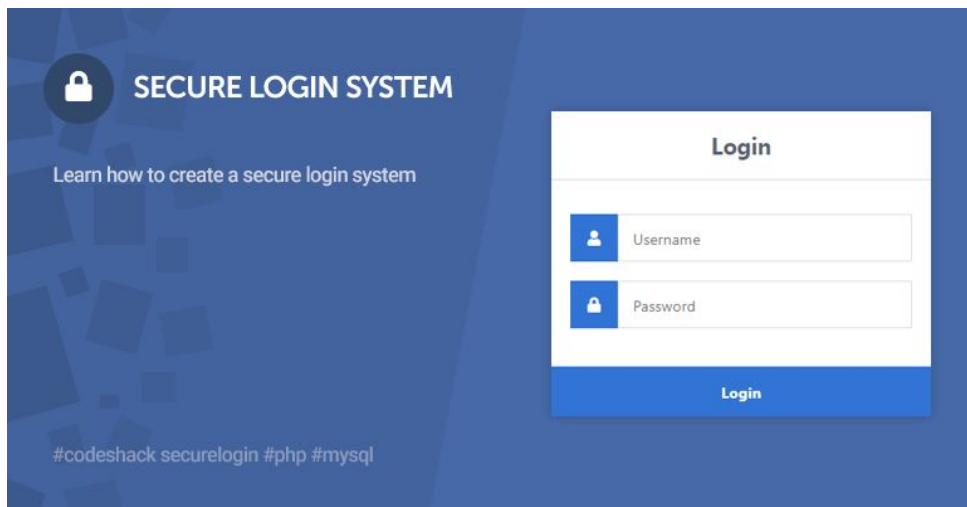 SECURE LOGIN SYSTEM
Learn how to create a secure login system
Login
Username
Password
Login
#codeshack securelogin #php #mysql